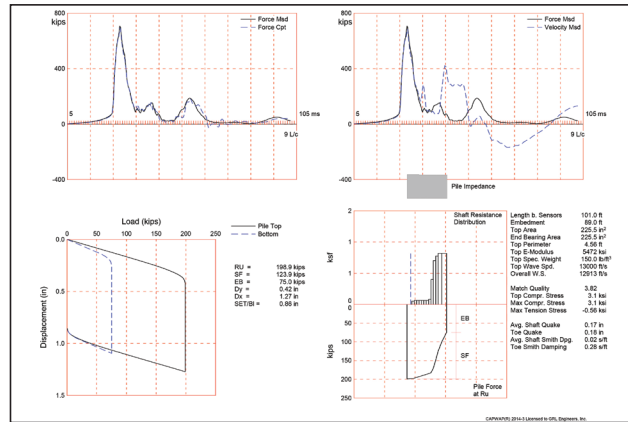 800
kips
Force Msd
Force Cpt
400
5
105 ms
0
9 L/c
-400
800
kips
Force Msd
Velocity Msd
400
5
105 ms
0
9 L/c
-400
Pile Impedance
Load (kips)
0 50 100 150 200 250
0.0
0.5
1.0
1.5
Displacement (in)
Pile Top
Bottom
RU = 198.9 kips
SF = 123.9 kips
EB = 75.0 kips
Dy = 0.42 in
Dx = 1.27 in
SET/Bl = 0.86 in
2
1
1
0
ksf
Shaft Resistance
Distribution
50
100
150
200
250
kips
EB
SF
Pile Force
at Ru
Length b. Sensors 101.0 ft
Embedment 89.0 ft
Top Area 225.5 in²
End Bearing Area 225.5 in²
Top Perimeter 4.56 ft
Top E-Modulus 5472 ksi
Top Spec. Weight 150.0 lb/ft³
Top Wave Spd. 13000 ft/s
Overall W.S. 12913 ft/s
Match Quality 3.82
Top Compr. Stress 3.1 ksi
Max Compr. Stress 3.1 ksi
Max Tension Stress -0.56 ksi
Avg. Shaft Quake 0.17 in
Toe Quake 0.18 in
Avg. Shaft Smith Dpg. 0.02 s/ft
Toe Smith Damping 0.28 s/ft
CAPWAP(R) 2014-3 Licensed to GRL Engineers, Inc.